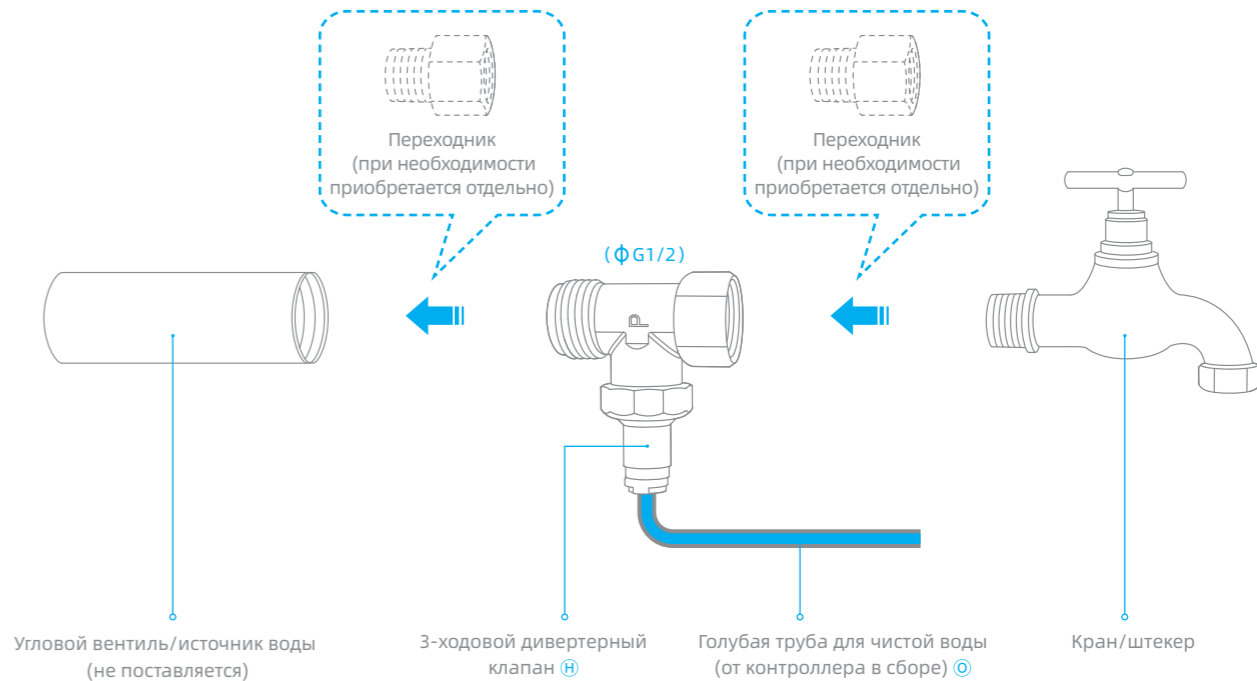 Переходник
(при необходимости
приобретается отдельно)
Переходник
(при необходимости
приобретается отдельно)
(ϕG1/2)
P
Угловой вентиль/источник воды
(не поставляется)
3-ходовой дивертерный
клапан Ⓗ
Голубая труба для чистой воды
(от контроллера в сборе) Ⓞ
Кран/штекер